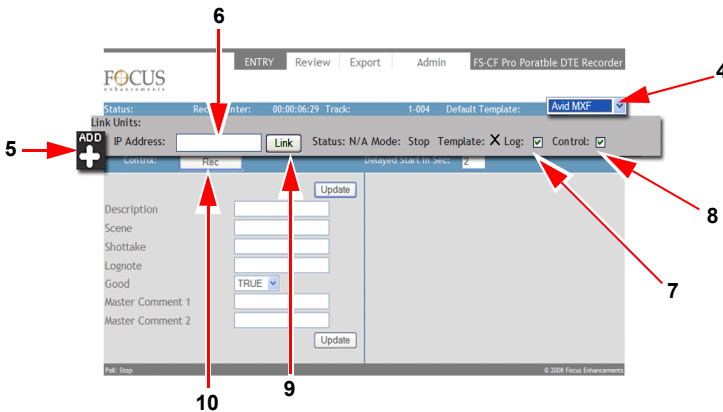 6
ENTRY Review Export Admin FS-CF Pro Poratble DTE Recorder
FOCUS
enhancements
4
Status: Rec Counter: 00:00:06:29 Track: 1-004 Default Template: Avid MXF
Link Units:
5
ADD
IP Address: Link Status: N/A Mode: Stop Template: X Log: Control:
Control: Rec Delayed Start in Sec: 2
8
Update
Description
Scene
Shottake
Lognote
7
Good TRUE
Master Comment 1
Master Comment 2
Update
Poll: Stop © 2008 Focus Enhancements
10
9